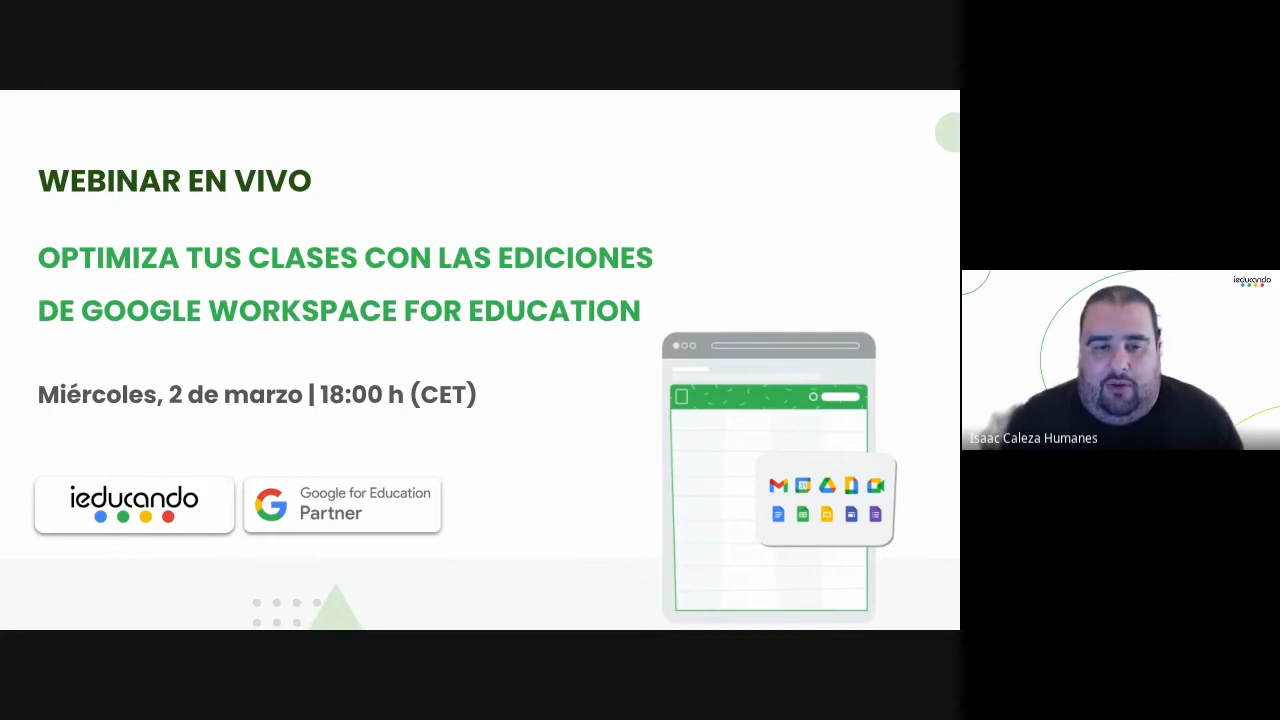 WEBINAR EN VIVO
OPTIMIZA TUS CLASES CON LAS EDICIONES
DE GOOGLE WORKSPACE FOR EDUCATION
Miércoles, 2 de marzo | 18:00 h (CET)
ieducando
Google for Education
Partner
ieducando
Isaac Caleza Humanes